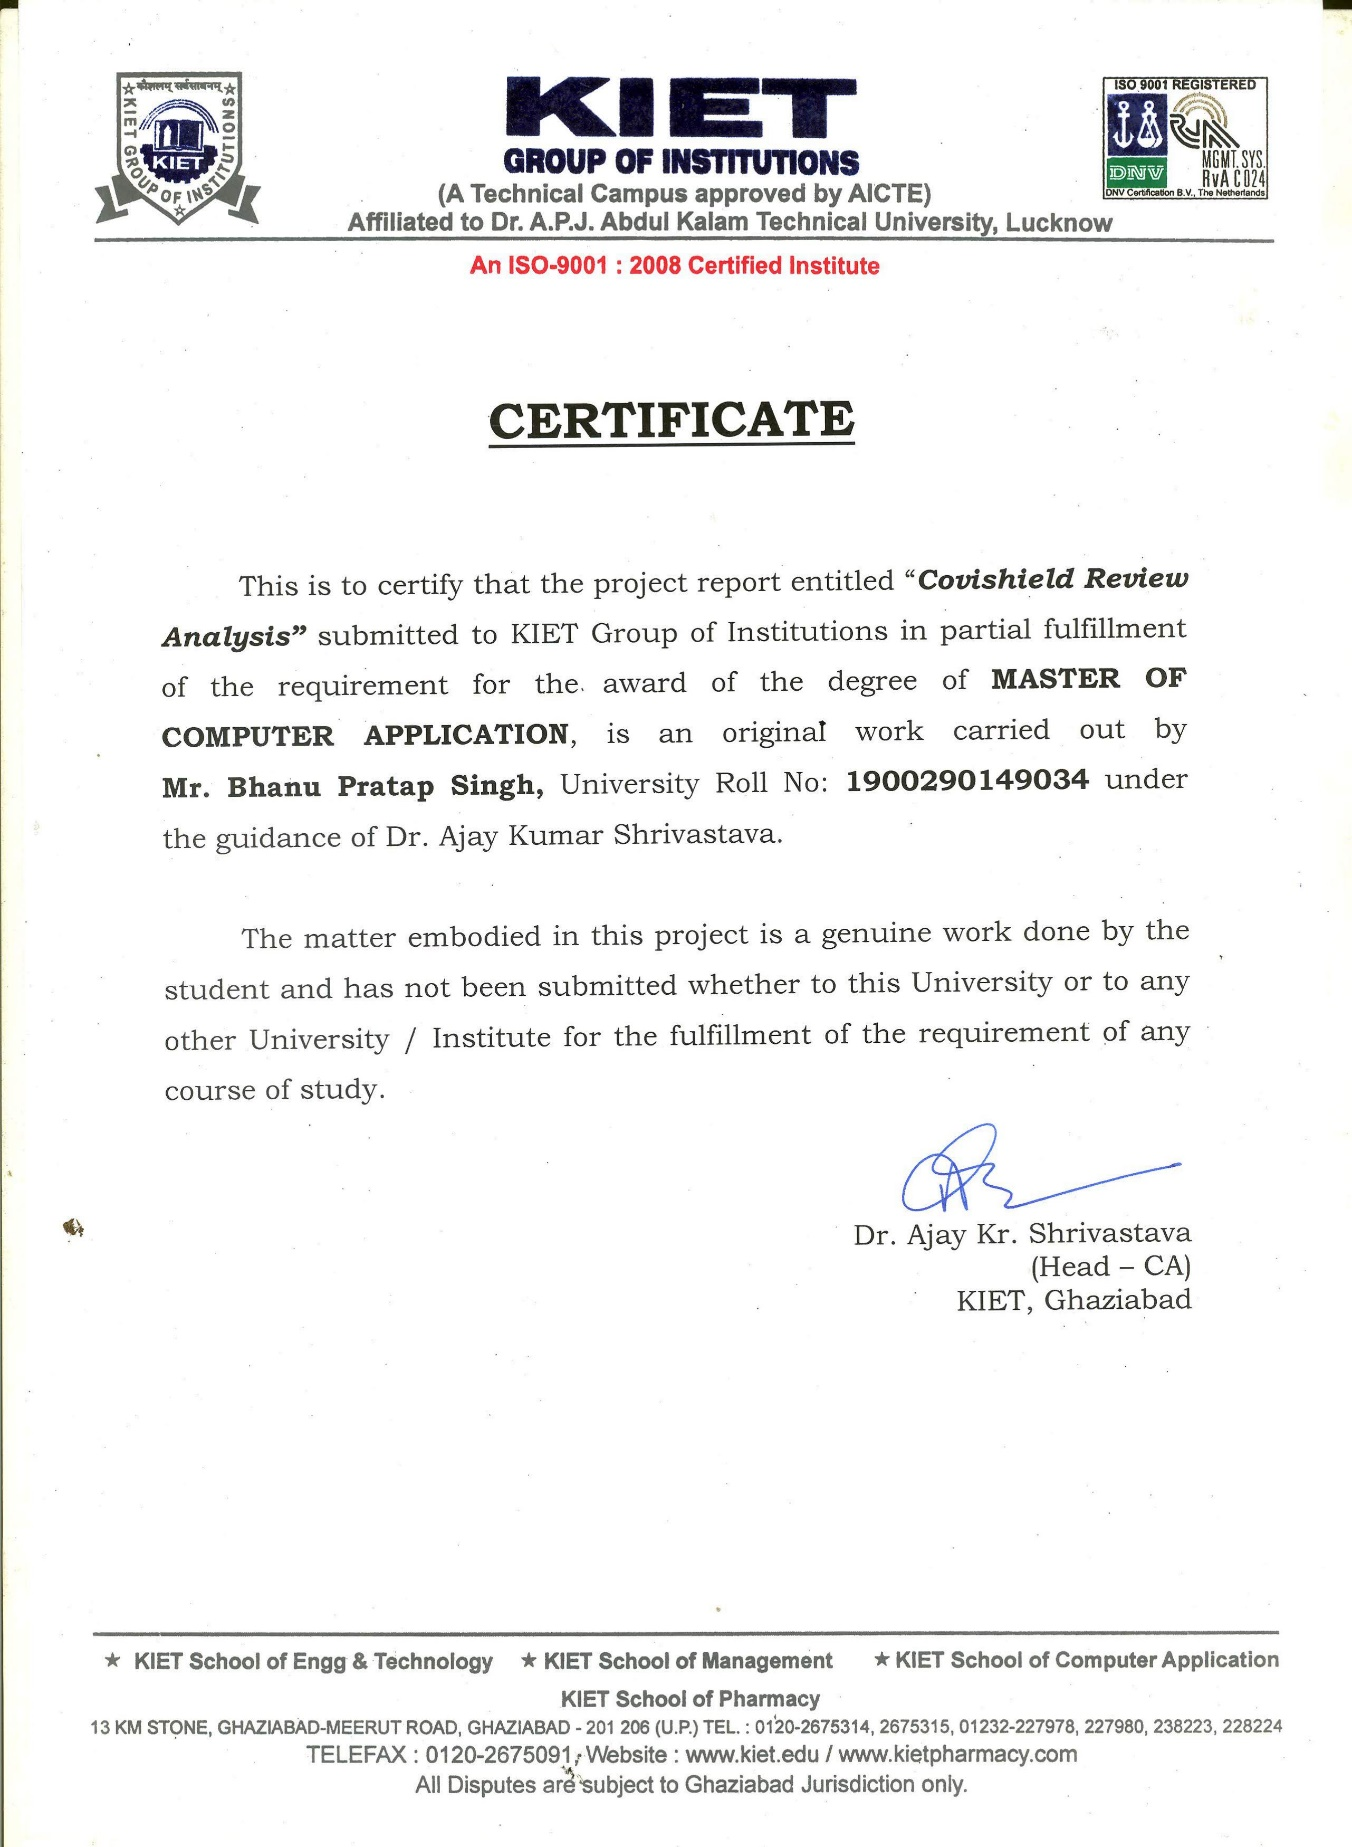 कौशलम् सर्वसाधनम्
KIET GROUP OF INSTITUTIONS
KIET
KIET
GROUP OF INSTITUTIONS
(A Technical Campus approved by AICTE)
Affiliated to Dr. A.P.J. Abdul Kalam Technical University, Lucknow
An ISO-9001 : 2008 Certified Institute
ISO 9001 REGISTERED
DNV
RvA
MGMT. SYS.
RvA C 024
DNV Certification B.V., The Netherlands
CERTIFICATE
This is to certify that the project report entitled “Covishield Review
Analysis” submitted to KIET Group of Institutions in partial fulfillment
of the requirement for the award of the degree of MASTER OF
COMPUTER APPLICATION, is an original work carried out by
Mr. Bhanu Pratap Singh, University Roll No: 1900290149034 under
the guidance of Dr. Ajay Kumar Shrivastava.
The matter embodied in this project is a genuine work done by the
student and has not been submitted whether to this University or to any
other University / Institute for the fulfillment of the requirement of any
course of study.
Dr. Ajay Kr. Shrivastava
(Head – CA)
KIET, Ghaziabad
★ KIET School of Engg & Technology ★ KIET School of Management ★ KIET School of Computer Application
KIET School of Pharmacy
13 KM STONE, GHAZIABAD-MEERUT ROAD, GHAZIABAD - 201 206 (U.P.) TEL. : 0120-2675314, 2675315, 01232-227978, 227980, 238223, 228224
TELEFAX : 0120-2675091, Website : www.kiet.edu / www.kietpharmacy.com
All Disputes are subject to Ghaziabad Jurisdiction only.